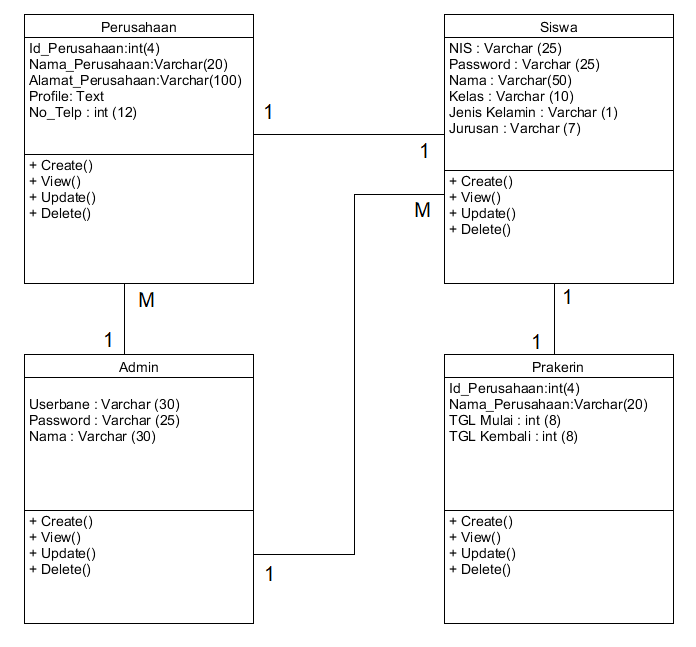 Perusahaan
Id_Perusahaan:int(4)
Nama_Perusahaan:Varchar(20)
Alamat_Perusahaan:Varchar(100)
Profile: Text
No_Telp : int (12)
+ Create()
+ View()
+ Update()
+ Delete()
Siswa
NIS : Varchar (25)
Password : Varchar (25)
Nama : Varchar(50)
Kelas : Varchar (10)
Jenis Kelamin : Varchar (1)
Jurusan : Varchar (7)
+ Create()
+ View()
+ Update()
+ Delete()
1
1
M
M
1
1
1
Admin
Userbane : Varchar (30)
Password : Varchar (25)
Nama : Varchar (30)
+ Create()
+ View()
+ Update()
+ Delete()
1
Prakerin
Id_Perusahaan:int(4)
Nama_Perusahaan:Varchar(20)
TGL Mulai : int (8)
TGL Kembali : int (8)
+ Create()
+ View()
+ Update()
+ Delete()